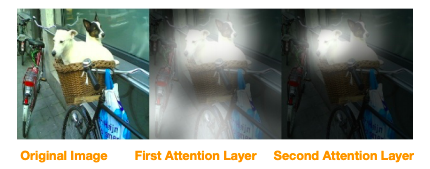 Original Image
First Attention Layer
Second Attention Layer